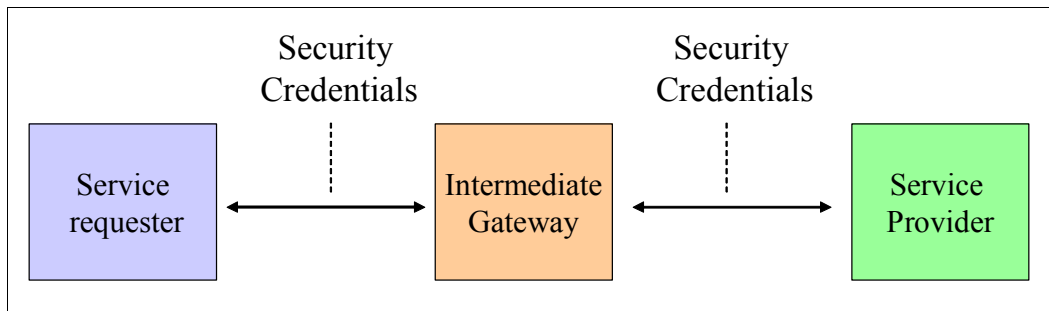 Security
Credentials
Security
Credentials
Service
requester
Intermediate
Gateway
Service
Provider